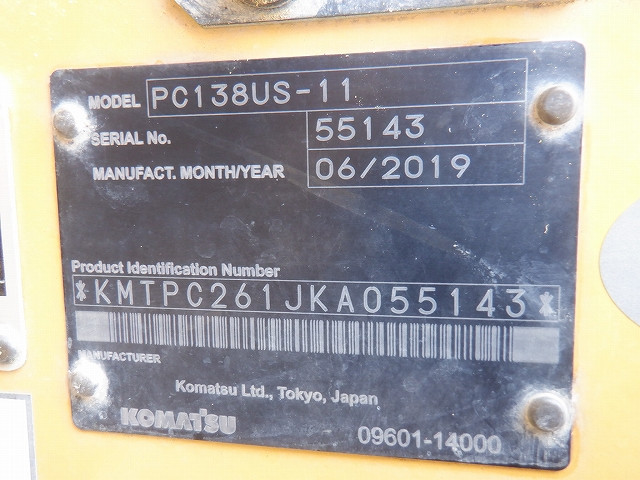 MODEL PC138US-11
SERIAL No. 55143
MANUFACT. MONTH/YEAR 06/2019
Product Identification Number
*KMTPC261JKA055143*
MANUFACTURER
Komatsu Ltd., Tokyo, Japan
KOMATSU
09601-14000